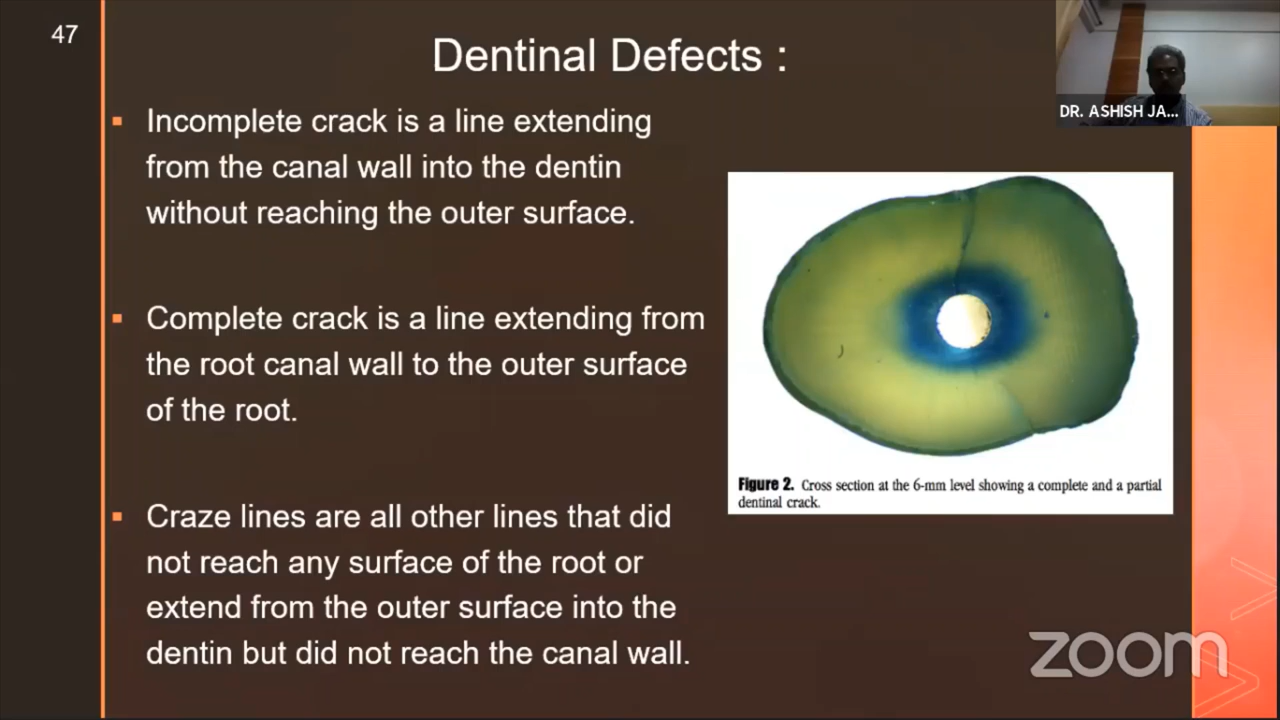 47
Dentinal Defects :
DR. ASHISH JA...
Incomplete crack is a line extending
from the canal wall into the dentin
without reaching the outer surface.
Complete crack is a line extending from
the root canal wall to the outer surface
of the root.
Craze lines are all other lines that did
not reach any surface of the root or
extend from the outer surface into the
dentin but did not reach the canal wall.
Figure 2. Cross section at the 6-mm level showing a complete and a partial
dentinal crack.
zoom